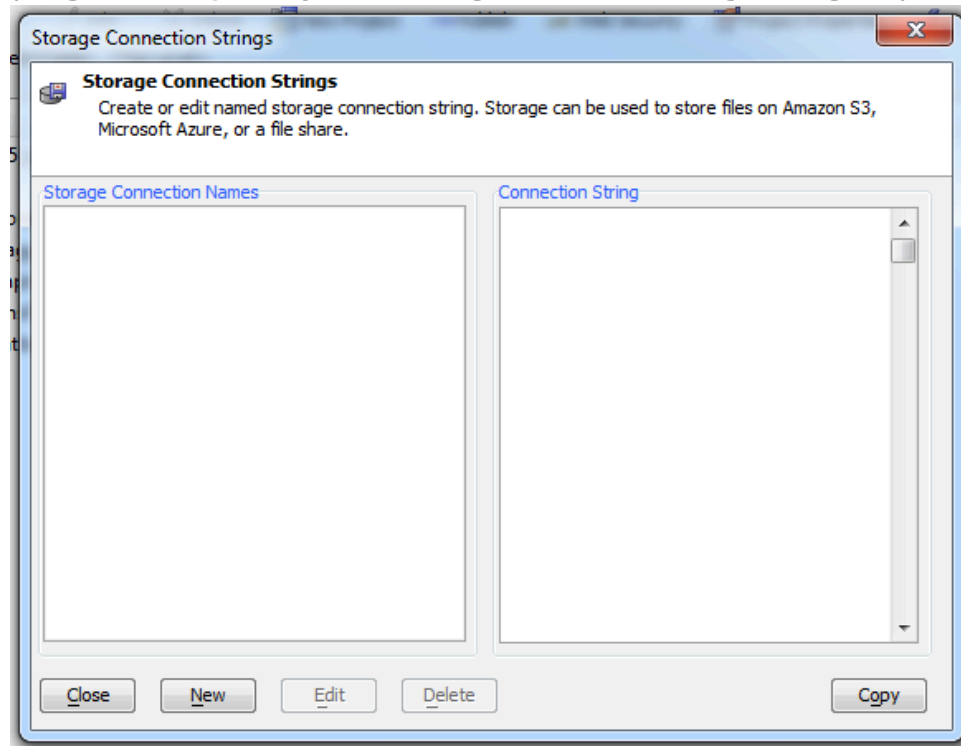 Storage Connection Strings
Storage Connection Strings
Create or edit named storage connection string. Storage can be used to store files on Amazon S3,
Microsoft Azure, or a file share.
Storage Connection Names
Connection String
Close
New
Edit
Delete
Copy